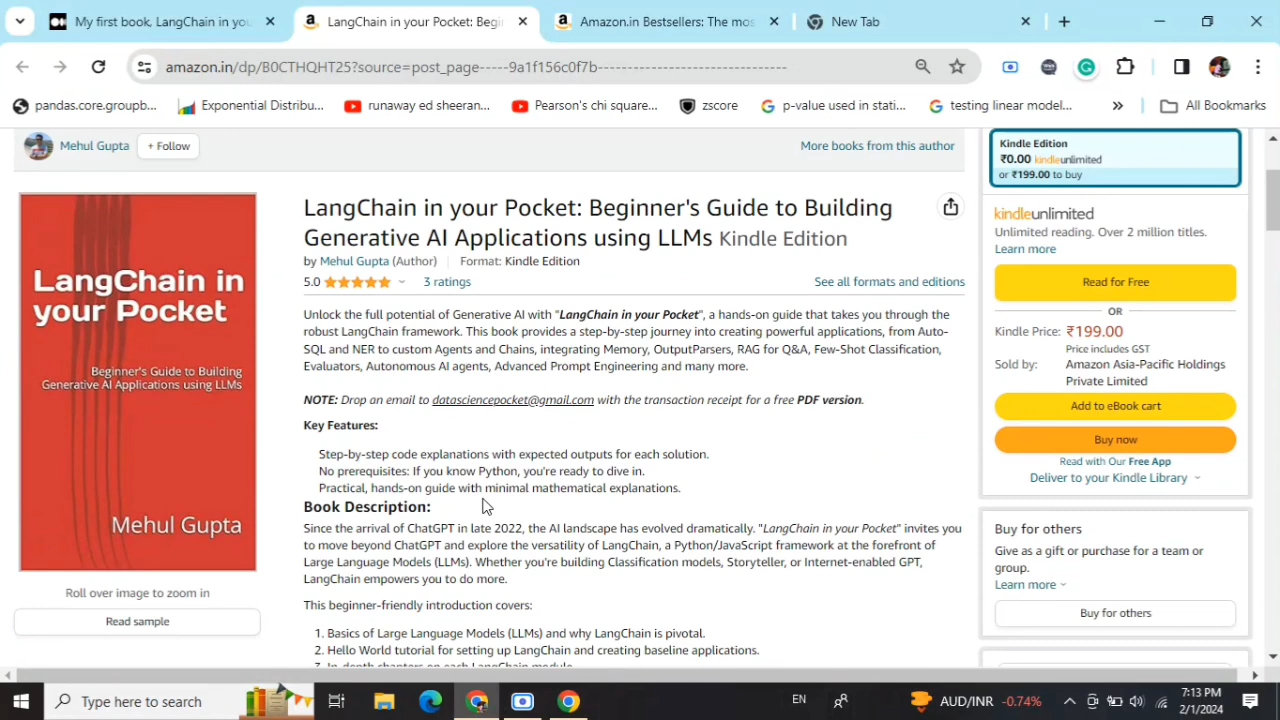 My first book, LangChain in you
LangChain in your Pocket: Begi
Amazon.in Bestsellers: The mos
New Tab
amazon.in/dp/B0CTHQHT25?source=post_page-----9a1f156c0f7b--------------------------------
pandas.core.groupb...
Exponential Distribu...
runaway ed sheeran...
Pearson's chi square...
zscore
p-value used in stati...
testing linear model...
»
All Bookmarks
Mehul Gupta
+ Follow
More books from this author
LangChain in
your Pocket
Beginner's Guide to Building
Generative AI Applications using LLMs
Mehul Gupta
Roll over image to zoom in
Read sample
LangChain in your Pocket: Beginner's Guide to Building
Generative AI Applications using LLMs Kindle Edition
by Mehul Gupta (Author) Format: Kindle Edition
5.0 3 ratings
See all formats and editions
Unlock the full potential of Generative AI with "LangChain in your Pocket", a hands-on guide that takes you through the
robust LangChain framework. This book provides a step-by-step journey into creating powerful applications, from Auto-
SQL and NER to custom Agents and Chains, integrating Memory, OutputParsers, RAG for Q&A, Few-Shot Classification,
Evaluators, Autonomous AI agents, Advanced Prompt Engineering and many more.
NOTE: Drop an email to datasciencepocket@gmail.com with the transaction receipt for a free PDF version.
Key Features:
Step-by-step code explanations with expected outputs for each solution.
No prerequisites: If you know Python, you're ready to dive in.
Practical, hands-on guide with minimal mathematical explanations.
Book Description:
Since the arrival of ChatGPT in late 2022, the AI landscape has evolved dramatically. "LangChain in your Pocket" invites you
to move beyond ChatGPT and explore the versatility of LangChain, a Python/JavaScript framework at the forefront of
Large Language Models (LLMs). Whether you're building Classification models, Storyteller, or Internet-enabled GPT,
LangChain empowers you to do more.
This beginner-friendly introduction covers:
1. Basics of Large Language Models (LLMs) and why LangChain is pivotal.
2. Hello World tutorial for setting up LangChain and creating baseline applications.
3. In-depth chapters on each LangChain module.
Kindle Edition
₹0.00 kindleunlimited
or ₹199.00 to buy
kindleunlimited
Unlimited reading. Over 2 million titles.
Learn more
Read for Free
OR
Kindle Price: ₹199.00
Price includes GST
Sold by: Amazon Asia-Pacific Holdings
Private Limited
Add to eBook cart
Buy now
Read with Our Free App
Deliver to your Kindle Library
Buy for others
Give as a gift or purchase for a team or
group.
Learn more
Buy for others
Type here to search
EN
AUD/INR -0.74%
7:13 PM
2/1/2024